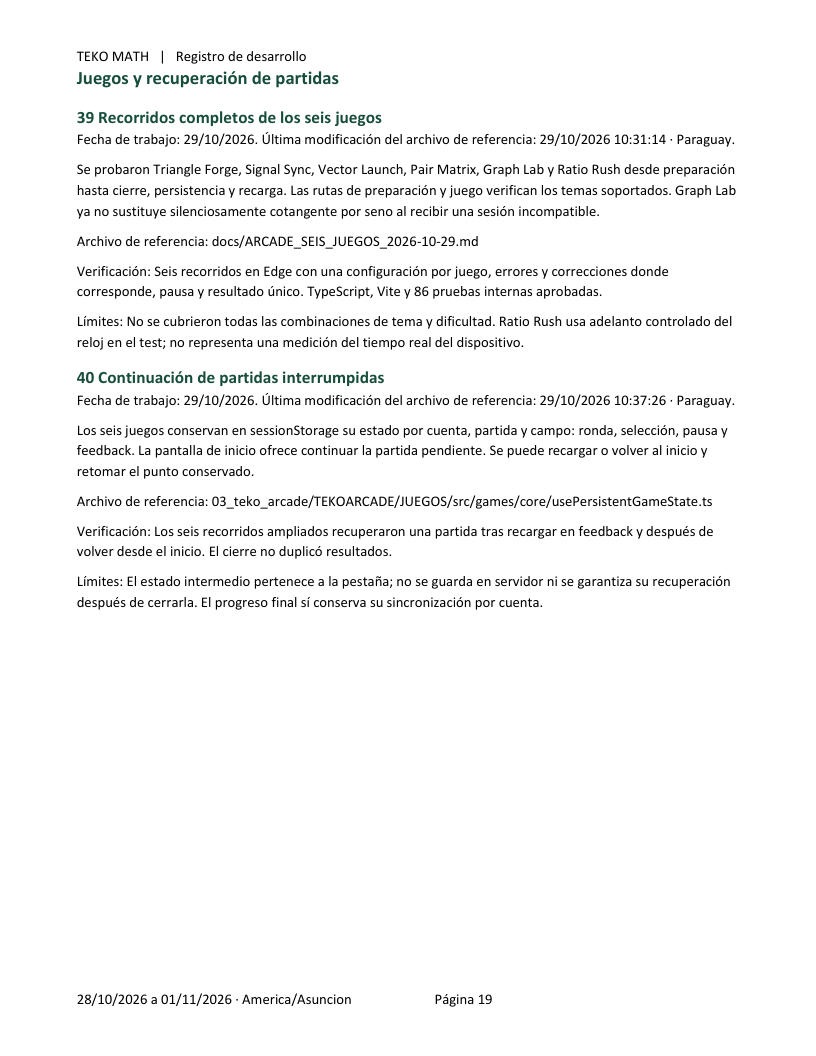 TEKO MATH | Registro de desarrollo
Juegos y recuperación de partidas
39 Recorridos completos de los seis juegos
Fecha de trabajo: 29/10/2026. Última modificación del archivo de referencia: 29/10/2026 10:31:14 · Paraguay.
Se probaron Triangle Forge, Signal Sync, Vector Launch, Pair Matrix, Graph Lab y Ratio Rush desde preparación
hasta cierre, persistencia y recarga. Las rutas de preparación y juego verifican los temas soportados. Graph Lab
ya no sustituye silenciosamente cotangente por seno al recibir una sesión incompatible.
Archivo de referencia: docs/ARCADE_SEIS_JUEGOS_2026-10-29.md
Verificación: Seis recorridos en Edge con una configuración por juego, errores y correcciones donde
corresponde, pausa y resultado único. TypeScript, Vite y 86 pruebas internas aprobadas.
Límites: No se cubrieron todas las combinaciones de tema y dificultad. Ratio Rush usa adelanto controlado del
reloj en el test; no representa una medición del tiempo real del dispositivo.
40 Continuación de partidas interrumpidas
Fecha de trabajo: 29/10/2026. Última modificación del archivo de referencia: 29/10/2026 10:37:26 · Paraguay.
Los seis juegos conservan en sessionStorage su estado por cuenta, partida y campo: ronda, selección, pausa y
feedback. La pantalla de inicio ofrece continuar la partida pendiente. Se puede recargar o volver al inicio y
retomar el punto conservado.
Archivo de referencia: 03_teko_arcade/TEKOARCADE/JUEGOS/src/games/core/usePersistentGameState.ts
Verificación: Los seis recorridos ampliados recuperaron una partida tras recargar en feedback y después de
volver desde el inicio. El cierre no duplicó resultados.
Límites: El estado intermedio pertenece a la pestaña; no se guarda en servidor ni se garantiza su recuperación
después de cerrarla. El progreso final sí conserva su sincronización por cuenta.
28/10/2026 a 01/11/2026 · America/Asuncion Página 19